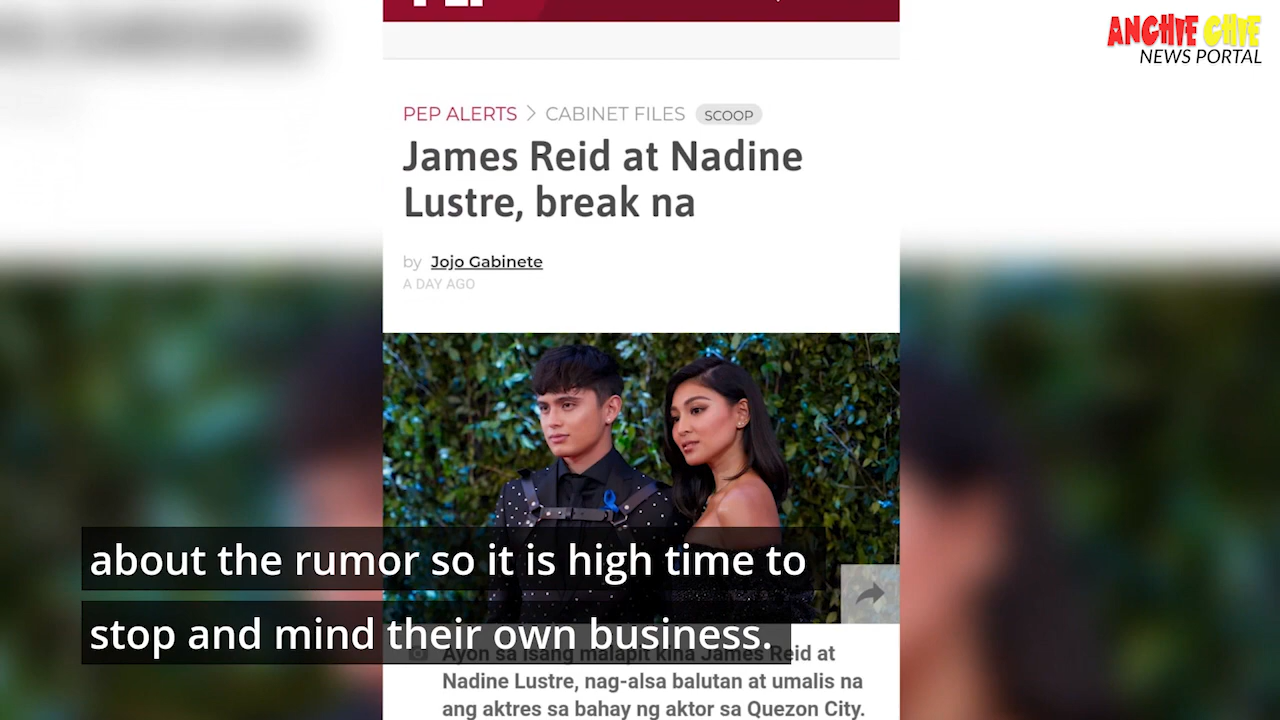 ANCHIE CHIE
NEWS PORTAL
PEP ALERTS > CABINET FILES SCOOP
James Reid at Nadine
Lustre, break na
by Jojo Gabinete
A DAY AGO
about the rumor so it is high time to
stop and mind their own business.
Ayon sa isang malapit kina James Reid at
Nadine Lustre, nag-alsa balutan at umalis na
ang aktres sa bahay ng aktor sa Quezon City.